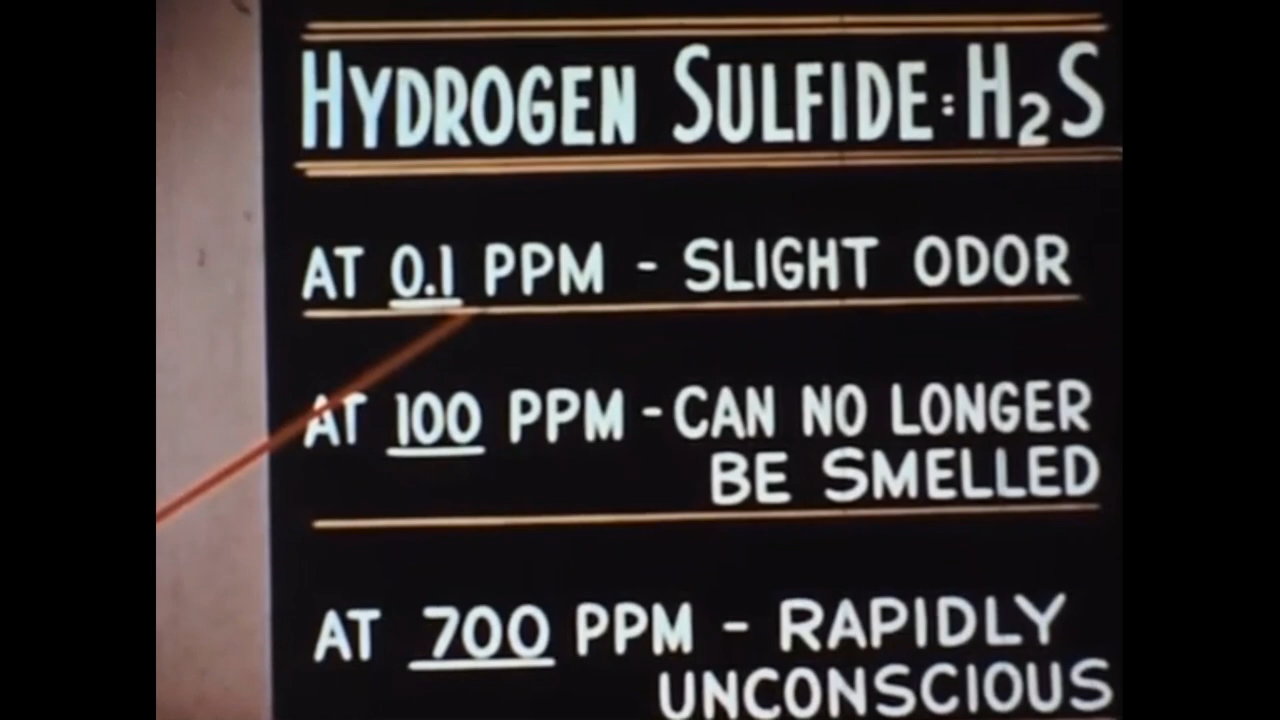 HYDROGEN SULFIDE: H₂S
AT 0.1 PPM - SLIGHT ODOR
AT 100 PPM - CAN NO LONGER
BE SMELLED
AT 700 PPM - RAPIDLY
UNCONSCIOUS